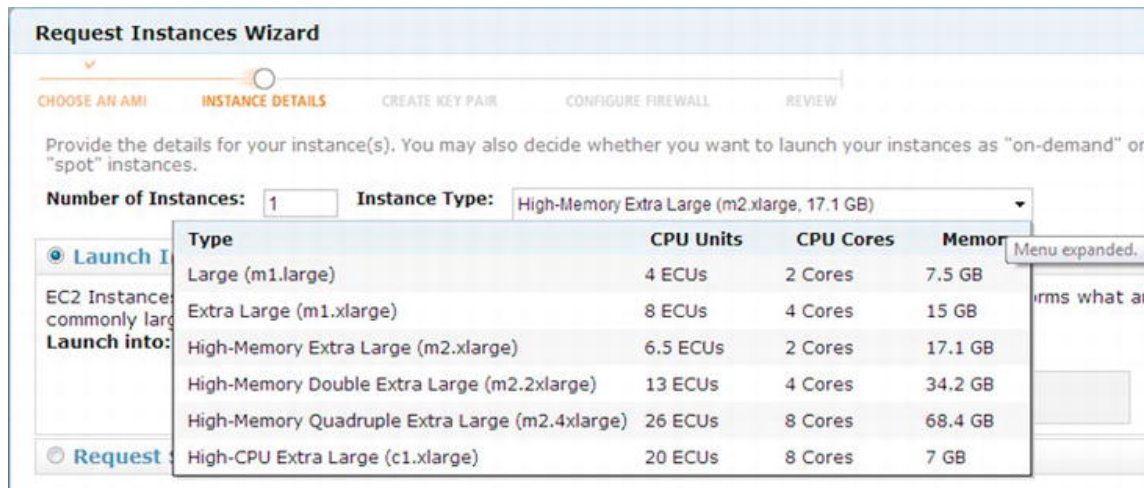 Request Instances Wizard
CHOOSE AN AMI INSTANCE DETAILS CREATE KEY PAIR CONFIGURE FIREWALL REVIEW
Provide the details for your instance(s). You may also decide whether you want to launch your instances as "on-demand" or
"spot" instances.
Number of Instances: 1 Instance Type: High-Memory Extra Large (m2.xlarge, 17.1 GB)
Type CPU Units CPU Cores Memor
Menu expanded.
Launch I
Large (m1.large) 4 ECUs 2 Cores 7.5 GB
EC2 Instance rms what a
Extra Large (m1.xlarge) 8 ECUs 4 Cores 15 GB
commonly larg
Launch into:
High-Memory Extra Large (m2.xlarge) 6.5 ECUs 2 Cores 17.1 GB
High-Memory Double Extra Large (m2.2xlarge) 13 ECUs 4 Cores 34.2 GB
High-Memory Quadruple Extra Large (m2.4xlarge) 26 ECUs 8 Cores 68.4 GB
Request
High-CPU Extra Large (c1.xlarge) 20 ECUs 8 Cores 7 GB